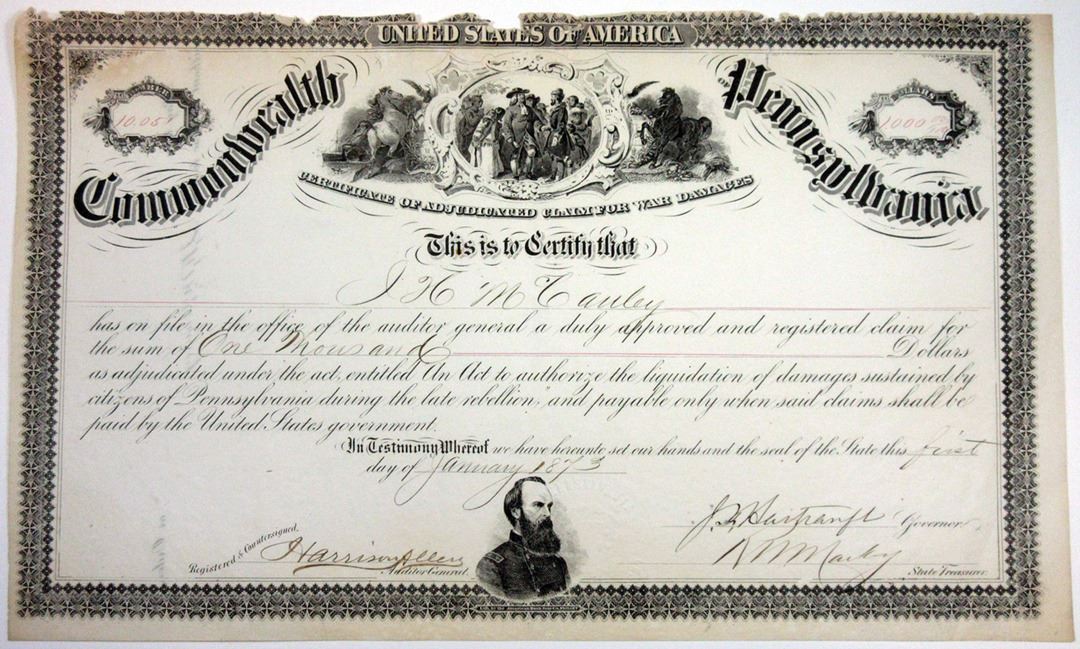 UNITED STATES OF AMERICA
Commonwealth OF Pennsylvania
NUMBER
10.051
DOLLARS
1000
CERTIFICATE OF ADJUDICATED CLAIM FOR WAR DAMAGES
This is to Certify that
J H McCauley
has on file in the office of the auditor general a duly approved and registered claim for
the sum of One Thousand Dollars
as adjudicated under the act, entitled An Act to authorize the liquidation of damages sustained by
citizens of Pennsylvania during the late rebellion, and payable only when said claims shall be
paid by the United States government.
In Testimony Whereof we have hereunto set our hands and the seal of the State this first
day of January 1873
J F Hartranft Governor
Registered & Countersigned,
Harrison Allen
Auditor General.
R W Mackey
State Treasurer.